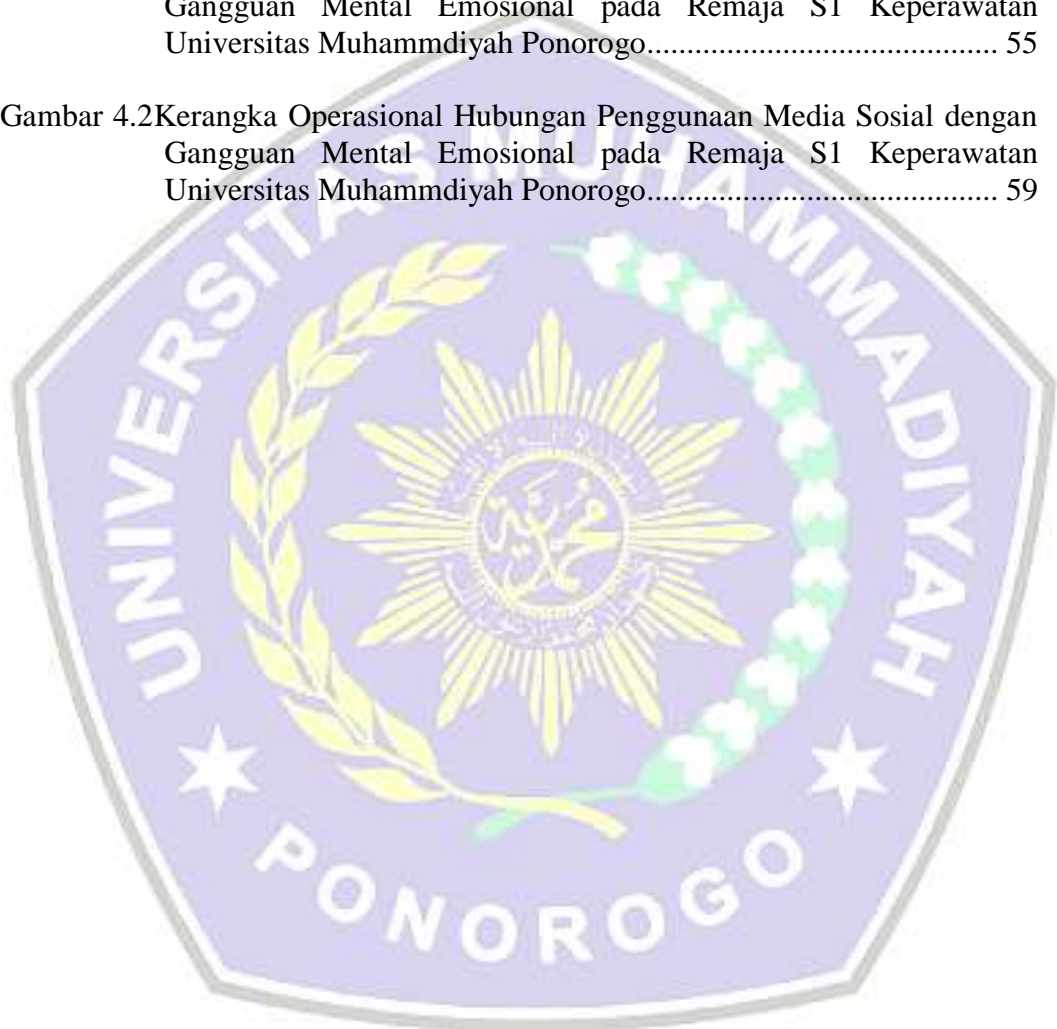 Gangguan Mental Emosional pada Remaja S1 Keperawatan
Universitas Muhammdiyah Ponorogo........................................... 55
Gambar 4.2Kerangka Operasional Hubungan Penggunaan Media Sosial dengan
Gangguan Mental Emosional pada Remaja S1 Keperawatan
Universitas Muhammdiyah Ponorogo........................................... 59
UNIVERSITAS MUHAMMADIYAH
PONOROGO